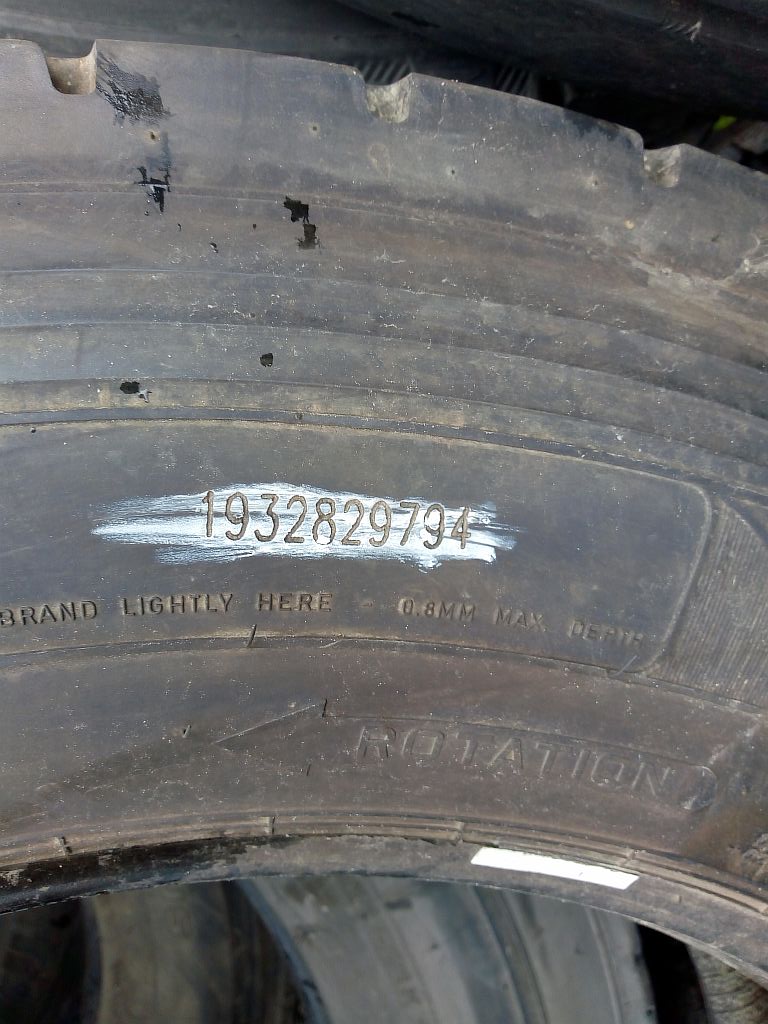 1932829794
BRAND LIGHTLY HERE - 0.8MM MAX. DEPTH
ROTATION